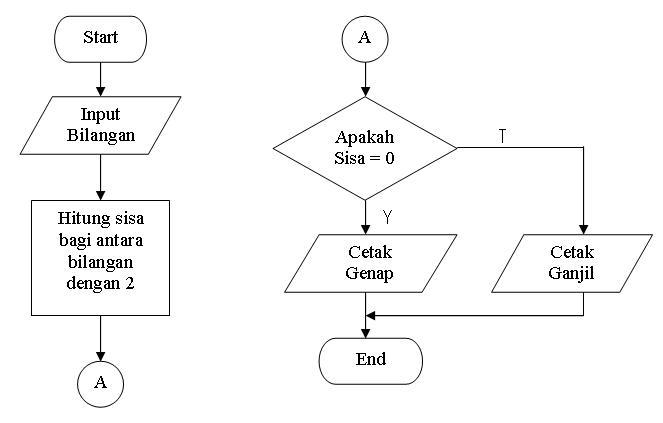 Start
Input
Bilangan
Hitung sisa
bagi antara
bilangan
dengan 2
A
A
Apakah
Sisa = 0
T
Y
Cetak
Genap
Cetak
Ganjil
End